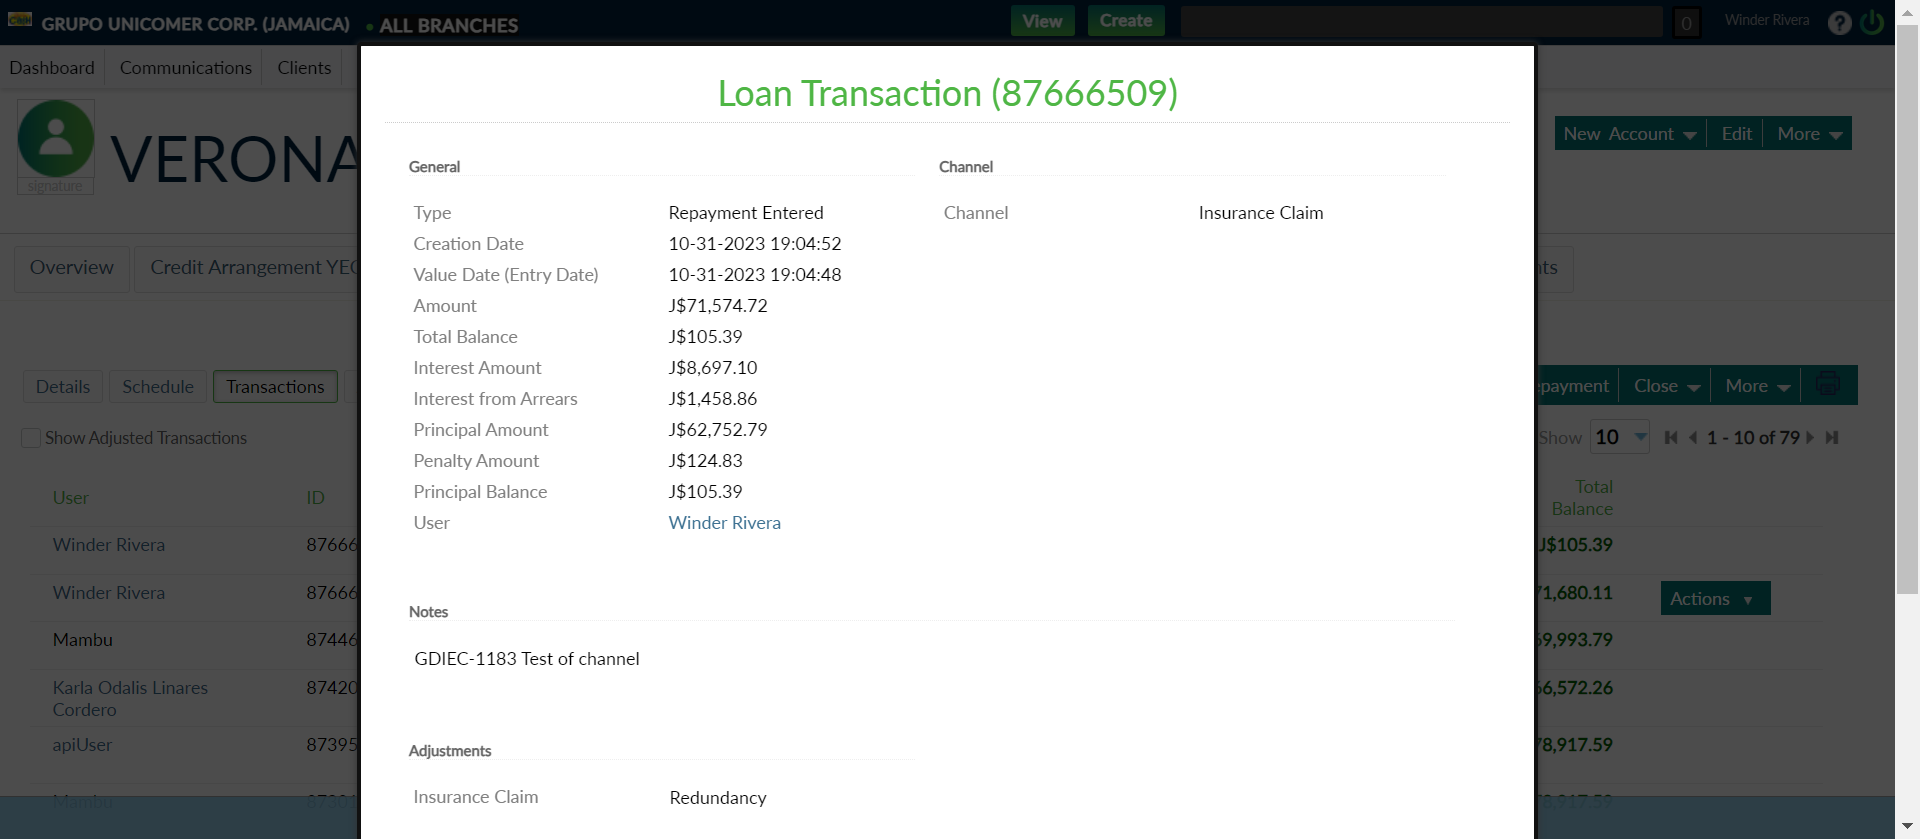 GRUPO UNICOMER CORP. (JAMAICA) • ALL BRANCHES View Create 0 Winder Rivera ?
Dashboard Communications Clients
Loan Transaction (87666509)
signature VERONA
New Account Edit More
Overview Credit Arrangement
General
Type Repayment Entered
Creation Date 10-31-2023 19:04:52
Value Date (Entry Date) 10-31-2023 19:04:48
Amount J$71,574.72
Total Balance J$105.39
Interest Amount J$8,697.10
Interest from Arrears J$1,458.86
Principal Amount J$62,752.79
Penalty Amount J$124.83
Principal Balance J$105.39
User Winder Rivera
Channel
Channel Insurance Claim
Notes
GDIEC-1183 Test of channel
Adjustments
Insurance Claim Redundancy
Details Schedule Transactions
epayment Close More
Show Adjusted Transactions
Show 10 1 - 10 of 79
User ID Total
Balance
Winder Rivera 87666 J$105.39
Winder Rivera 87666 71,680.11 Actions
Mambu 87446 69,993.79
Karla Odalis Linares
Cordero 87420 66,572.26
apiUser 87395 78,917.59
Mambu 78,917.59